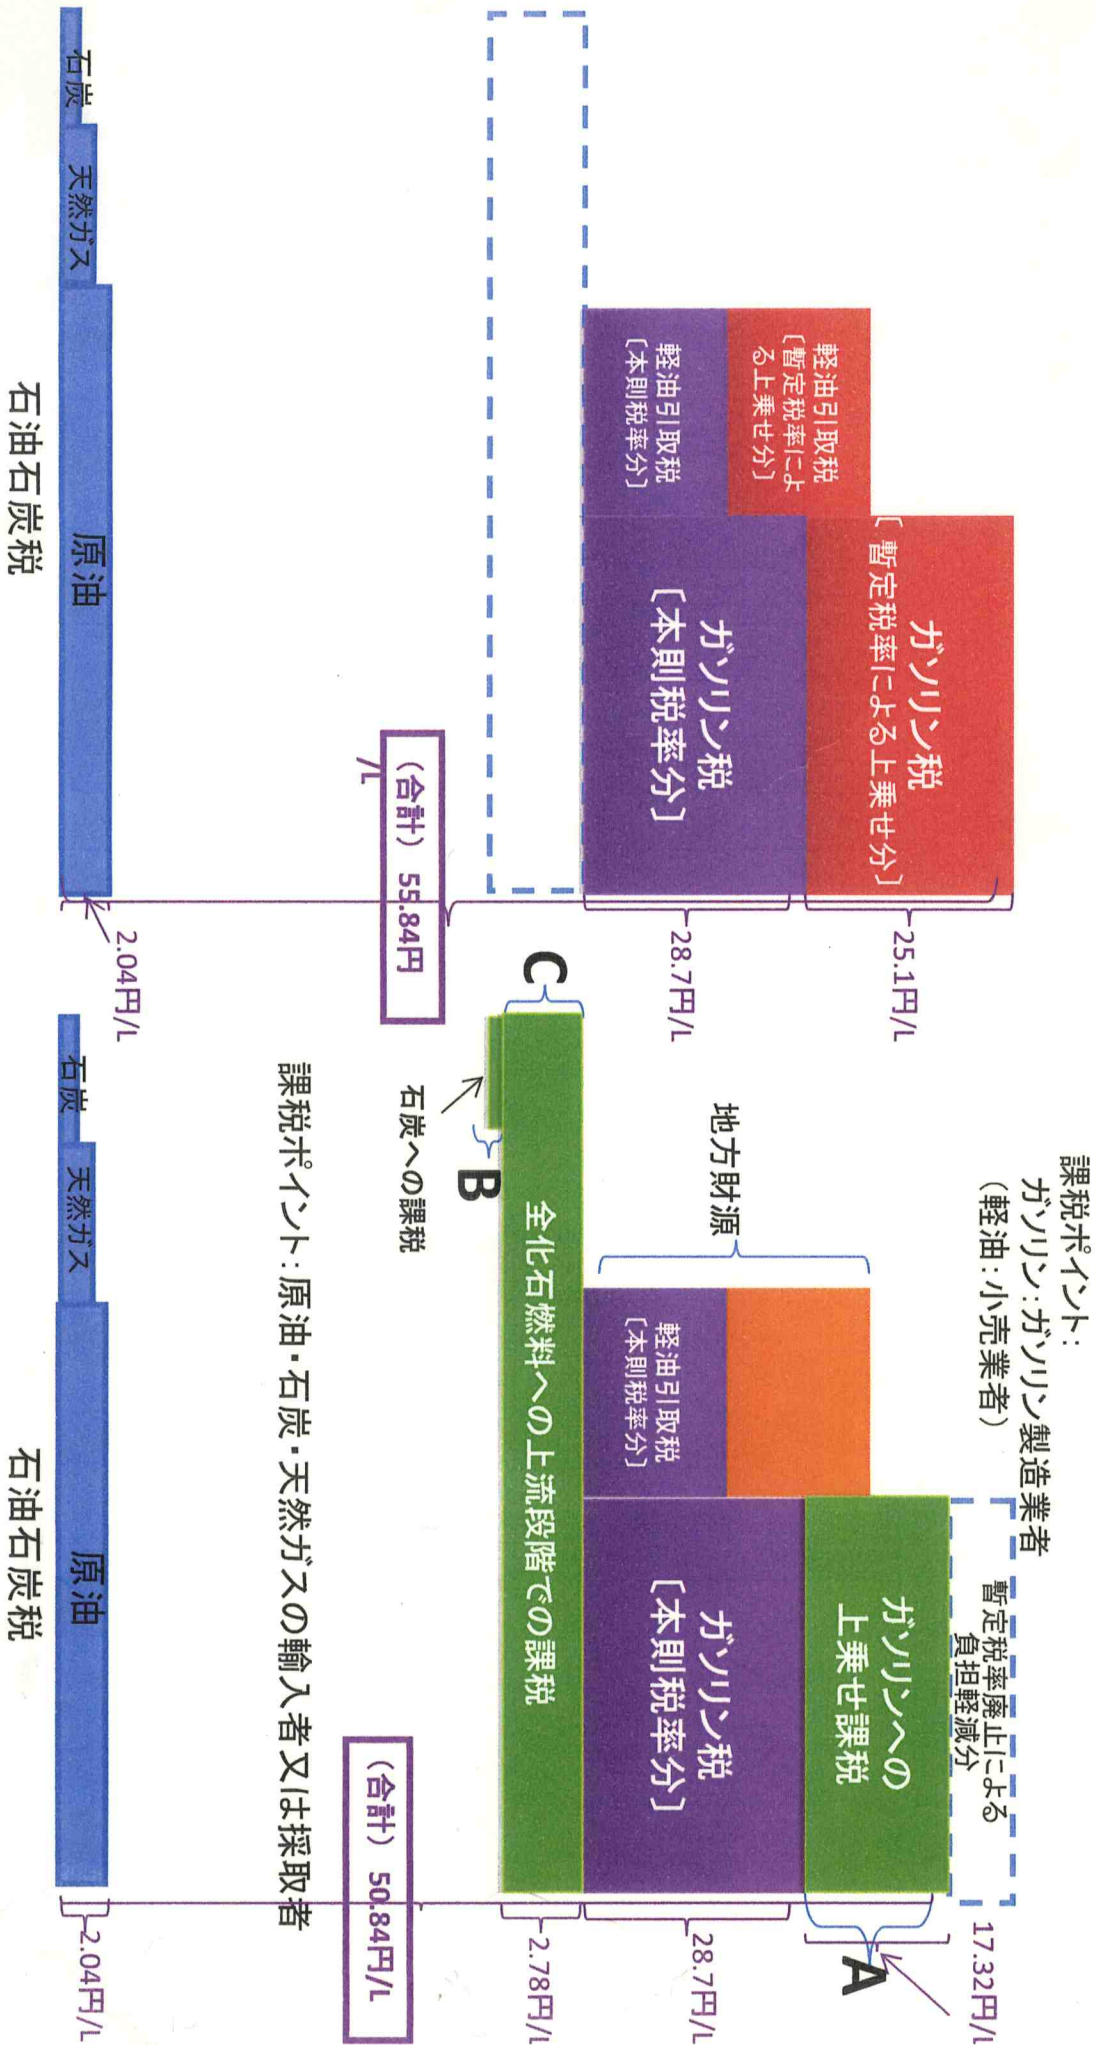 ガソリン税
〔暫定税率による上乗せ分〕
25.1円/L
軽油引取税
〔暫定税率によ
る上乗せ分〕
ガソリン税
〔本則税率分〕
28.7円/L
軽油引取税
〔本則税率分〕
(合計) 55.84円
/L
石炭
天然ガス
原油
2.04円/L
石油石炭税
課税ポイント:
ガソリン:ガソリン製造業者
(軽油:小売業者)
暫定税率廃止による
負担軽減分
17.32円/L
ガソリンへの
上乗せ課税
A
地方財源
ガソリン税
〔本則税率分〕
28.7円/L
軽油引取税
〔本則税率分〕
C
全化石燃料への上流段階での課税
2.78円/L
B
石炭への課税
(合計) 50.84円/L
課税ポイント:原油・石炭・天然ガスの輸入者又は採取者
石炭
天然ガス
原油
2.04円/L
石油石炭税